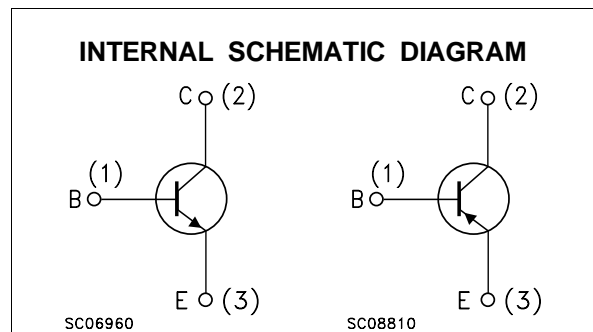 INTERNAL SCHEMATIC DIAGRAM
C (2) C (2)
(1) (1)
B B
E (3) E (3)
SC06960 SC08810